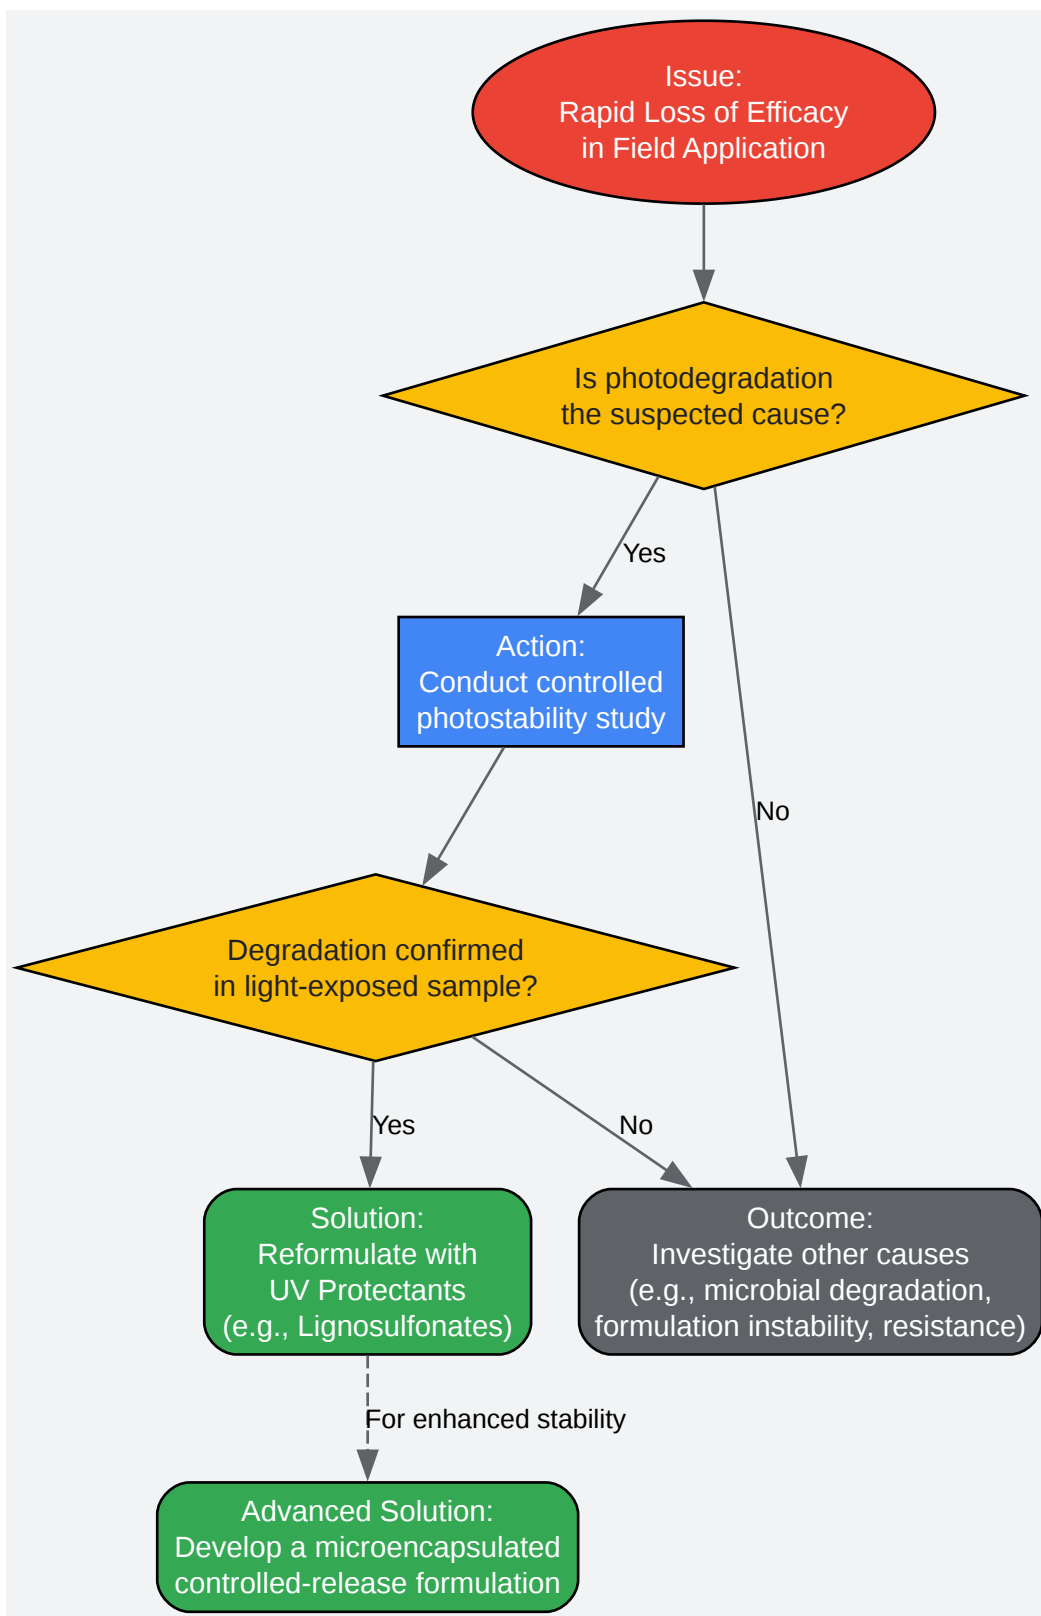 Issue:
Rapid Loss of Efficacy
in Field Application
Is photodegradation
the suspected cause?
Yes
Action:
Conduct controlled
photostability study
No
Degradation confirmed
in light-exposed sample?
Yes
No
Solution:
Reformulate with
UV Protectants
(e.g., Lignosulfonates)
Outcome:
Investigate other causes
(e.g., microbial degradation,
formulation instability, resistance)
For enhanced stability
Advanced Solution:
Develop a microencapsulated
controlled-release formulation